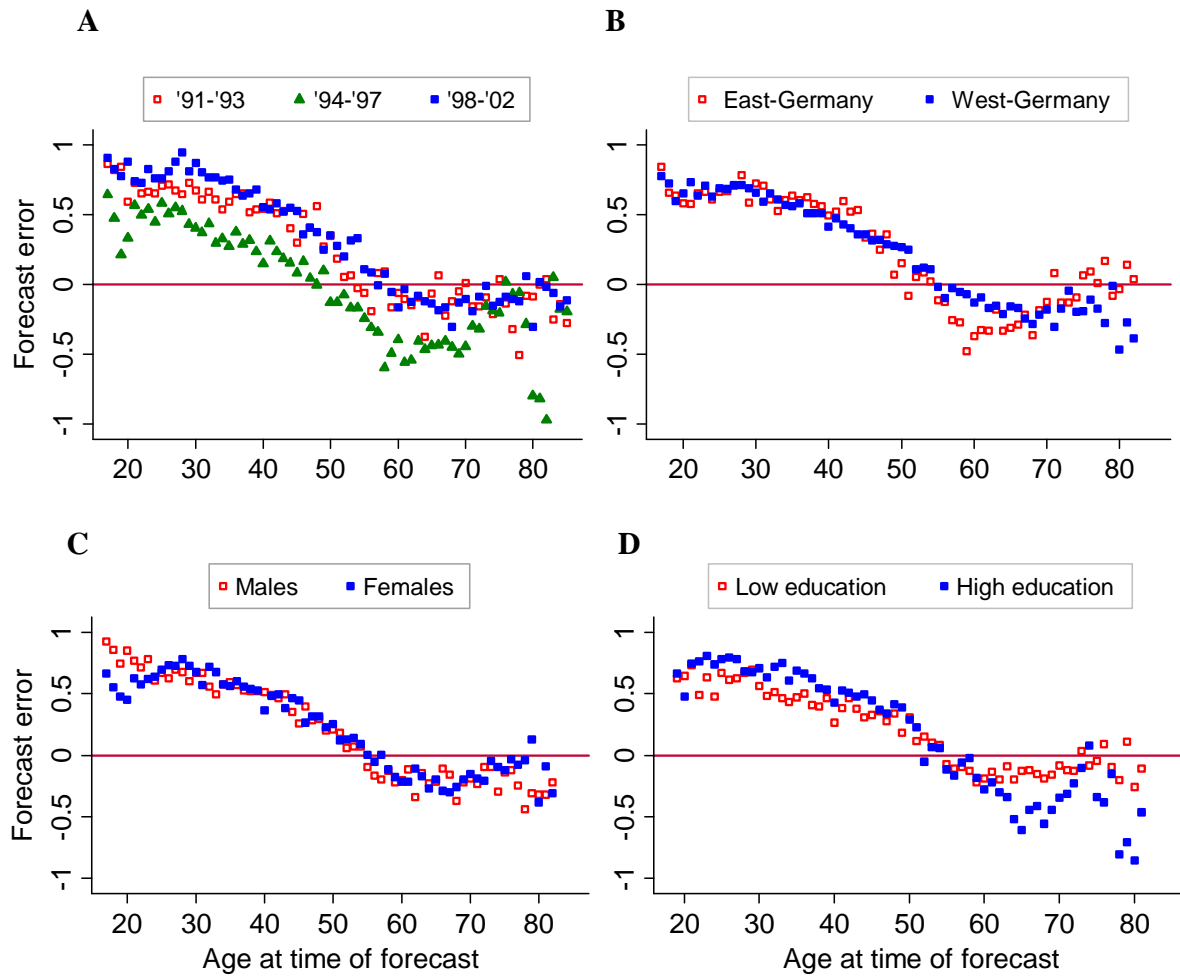 A
B
'91-'93 '94-'97 '98-'02
East-Germany West-Germany
Forecast error
1
0.5
0
-0.5
-1
20 30 40 50 60 70 80
1
0.5
0
-0.5
-1
20 30 40 50 60 70 80
C
D
Males Females
Low education High education
Forecast error
1
0.5
0
-0.5
-1
20 30 40 50 60 70 80
Age at time of forecast
1
0.5
0
-0.5
-1
20 30 40 50 60 70 80
Age at time of forecast